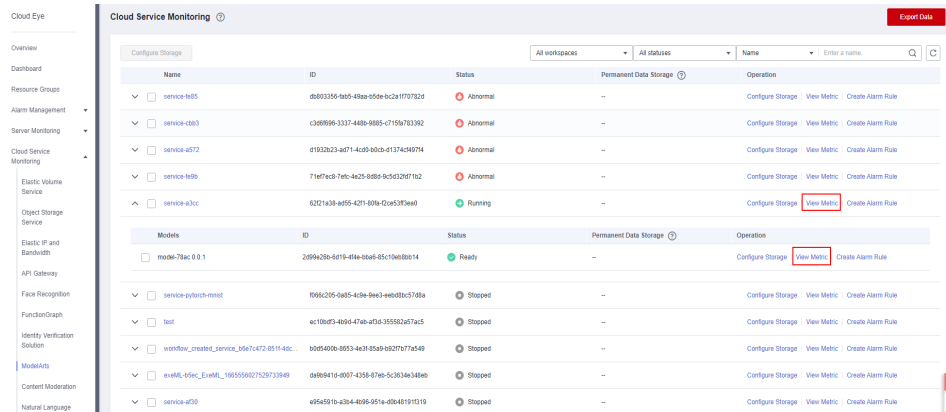 Cloud Eye
Overview
Dashboard
Resource Groups
Alarm Management
Server Monitoring
Cloud Service
Monitoring
Elastic Volume
Service
Object Storage
Service
Elastic IP and
Bandwidth
API Gateway
Face Recognition
FunctionGraph
Identity Verification
Solution
ModelArts
Content Moderation
Natural Language
Cloud Service Monitoring
Export Data
Configure Storage All workspaces All statuses Name Enter a name.
Name ID Status Permanent Data Storage Operation
service-fe85 db803356-fab5-49aa-b5de-bc2a1f70782d Abnormal -- Configure Storage View Metric Create Alarm Rule
service-cbb3 c3d6f696-3337-448b-9885-c715fa783392 Abnormal -- Configure Storage View Metric Create Alarm Rule
service-a572 d1932b23-ad71-4cd0-b0cb-d1374cf497f4 Abnormal -- Configure Storage View Metric Create Alarm Rule
service-fe9b 71ef7ec8-7efc-4e25-8d8d-9c5d32fd71b2 Abnormal -- Configure Storage View Metric Create Alarm Rule
service-a3cc 62f21a38-ad55-42f1-80fa-f2ce53ff3ea0 Running -- Configure Storage View Metric Create Alarm Rule
Models ID Status Permanent Data Storage Operation
model-78ac 0.0.1 2d99e26b-6d19-4f4e-bba6-85c10eb8bb14 Ready -- Configure Storage View Metric Create Alarm Rule
service-pytorch-mnist f066c205-0a85-4c9e-9ee3-eebd8bc57d8a Stopped -- Configure Storage View Metric Create Alarm Rule
test ec10bdf3-4b9d-47eb-af3d-355582a57ac5 Stopped -- Configure Storage View Metric Create Alarm Rule
workflow_created_service_b6e7c472-851f-4dc... b0d5400b-8653-4e3f-85a9-b92f7b77a549 Stopped -- Configure Storage View Metric Create Alarm Rule
exeML-b5ec_ExeML_1665556027529733949 da9b941d-d007-4358-87eb-5c3634e348eb Stopped -- Configure Storage View Metric Create Alarm Rule
service-af30 e95e591b-a3b4-4b96-951e-d0b48191f319 Stopped -- Configure Storage View Metric Create Alarm Rule